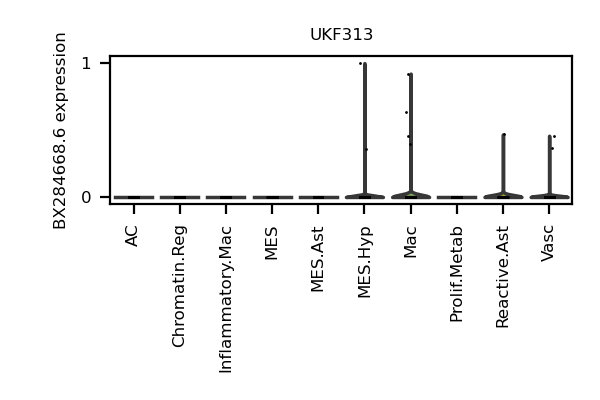 UKF313
BX284668.6 expression
1
0
AC
Chromatin.Reg
Inflammatory.Mac
MES
MES.Ast
MES.Hyp
Mac
Prolif.Metab
Reactive.Ast
Vasc